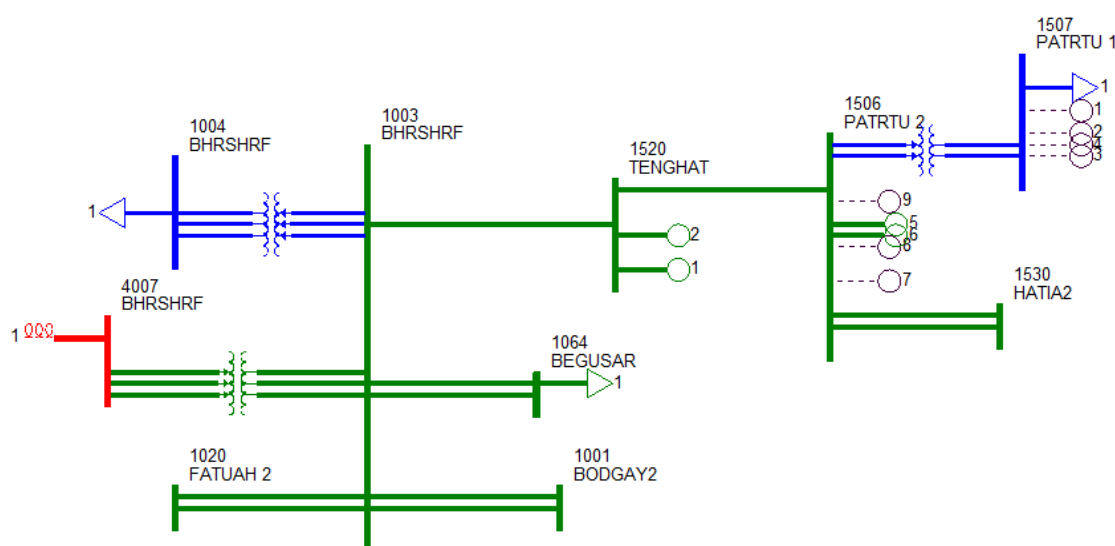 1507
PATRTU 1
1
1
2
4
3
1506
PATRTU 2
1003
BHRSHRF
1004
BHRSHRF
1
1520
TENGHAT
2
1
9
5
6
8
7
1530
HATIA2
4007
BHRSHRF
1
1064
BEGUSAR
1
1020
FATUAH 2
1001
BODGAY2